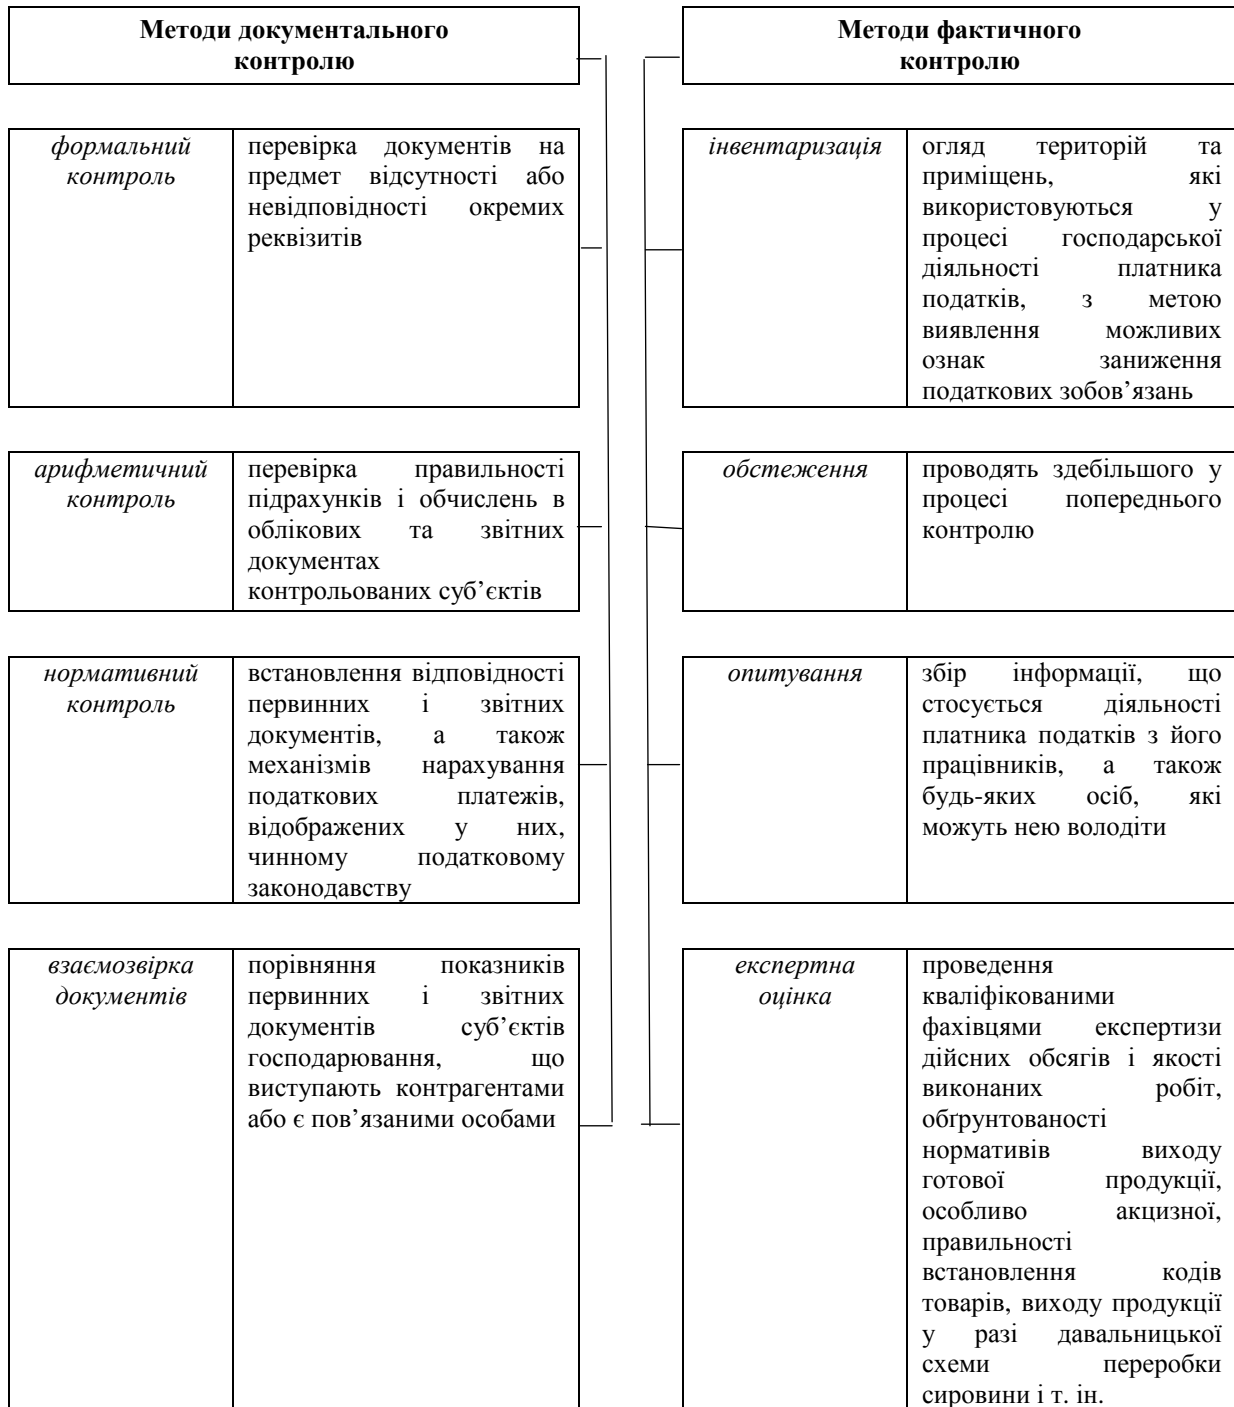 Методи документального
контролю
формальний
контроль
перевірка документів на
предмет відсутності або
невідповідності окремих
реквізитів
арифметичний
контроль
перевірка правильності
підрахунків і обчислень в
облікових та звітних
документах
контрольованих суб’єктів
нормативний
контроль
встановлення відповідності
первинних і звітних
документів, а також
механізмів нарахування
податкових платежів,
відображених у них,
чинному податковому
законодавству
взаємозвірка
документів
порівняння показників
первинних і звітних
документів суб’єктів
господарювання, що
виступають контрагентами
або є пов’язаними особами
Методи фактичного
контролю
інвентаризація
огляд територій та
приміщень, які
використовуються у
процесі господарської
діяльності платника
податків, з метою
виявлення можливих
ознак заниження
податкових зобов’язань
обстеження
проводять здебільшого у
процесі попереднього
контролю
опитування
збір інформації, що
стосується діяльності
платника податків з його
працівників, а також
будь-яких осіб, які
можуть нею володіти
експертна
оцінка
проведення
кваліфікованими
фахівцями експертизи
дійсних обсягів і якості
виконаних робіт,
обґрунтованості
нормативів виходу
готової продукції,
особливо акцизної,
правильності
встановлення кодів
товарів, виходу продукції
у разі давальницької
схеми переробки
сировини і т. ін.